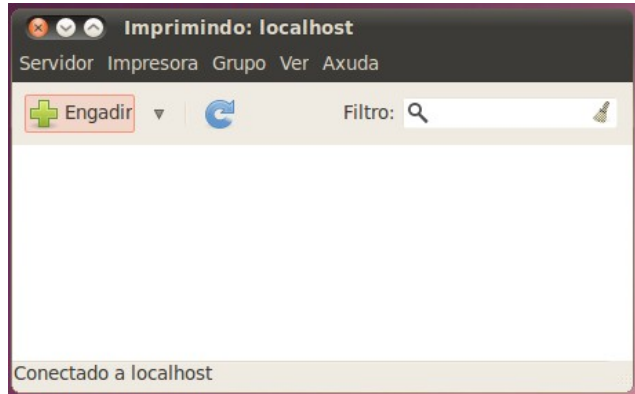 Imprimindo: localhost
Servidor Impresora Grupo Ver Axuda
Engadir Filtro:
Conectado a localhost